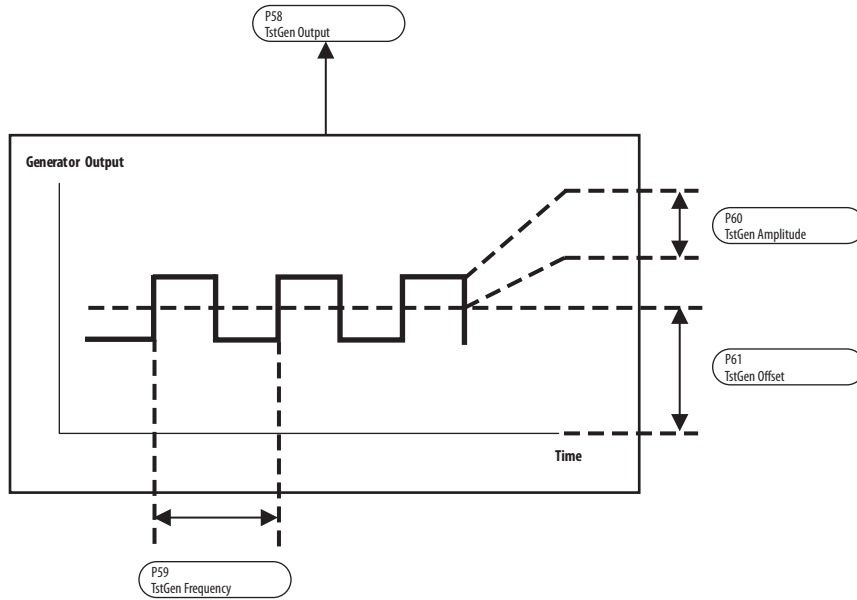 P58
TstGen Output
Generator Output
P60
TstGen Amplitude
P61
TstGen Offset
Time
P59
TstGen Frequency